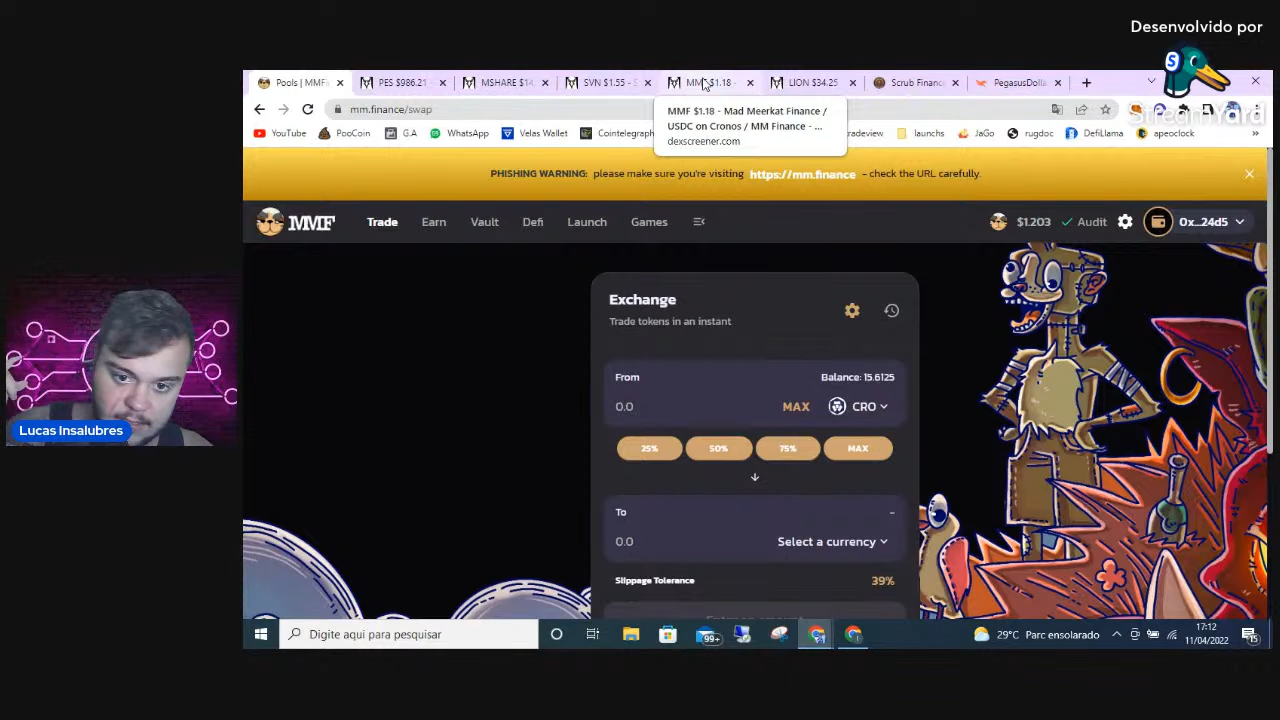 Desenvolvido por
StreamYard
Pools | MMFi
PES $986.21
MSHARE $14
SVN $1.55 - S
MMF $1.18 -
LION $34.25
Scrub Financ
PegasusDolla
mm.finance/swap
YouTube
PooCoin
G.A
WhatsApp
Velas Wallet
Cointelegraph
launchs
JaGo
rugdoc
DefiLlama
apeoclock
MMF $1.18 - Mad Meerkat Finance /
USDC on Cronos / MM Finance - ...
dexscreener.com
PHISHING WARNING: please make sure you're visiting https://mm.finance - check the URL carefully.
MMF
Trade
Earn
Vault
Defi
Launch
Games
$1.203
Audit
0x...24d5
Exchange
Trade tokens in an instant
From
Balance: 15.6125
0.0
MAX
CRO
25%
50%
75%
MAX
To
-
0.0
Select a currency
Slippage Tolerance
39%
Lucas Insalubres
Digite aqui para pesquisar
99+
29°C Parc ensolarado
17:12
11/04/2022